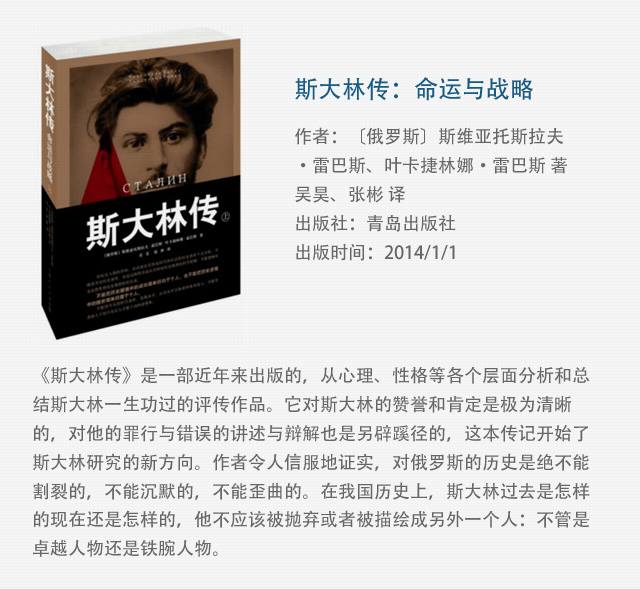 斯大林传：命运与战略
作者：〔俄罗斯〕斯维亚托斯拉夫
·雷巴斯、叶卡捷林娜·雷巴斯 著
吴昊、张彬 译
出版社：青岛出版社
出版时间：2014/1/1
斯大林传 命运与战略
СТАЛИН
斯大林传 上
《斯大林传》是一部近年来出版的，从心理、性格等各个层面分析和总
结斯大林一生功过的评传作品。它对斯大林的赞誉和肯定是极为清晰
的，对他的罪行与错误的讲述与辩解也是另辟蹊径的，这本传记开始了
斯大林研究的新方向。作者令人信服地证实，对俄罗斯的历史是绝不能
割裂的，不能沉默的，不能歪曲的。在我国历史上，斯大林过去是怎样
的现在还是怎样的，他不应该被抛弃或者被描绘成另外一个人：不管是
卓越人物还是铁腕人物。